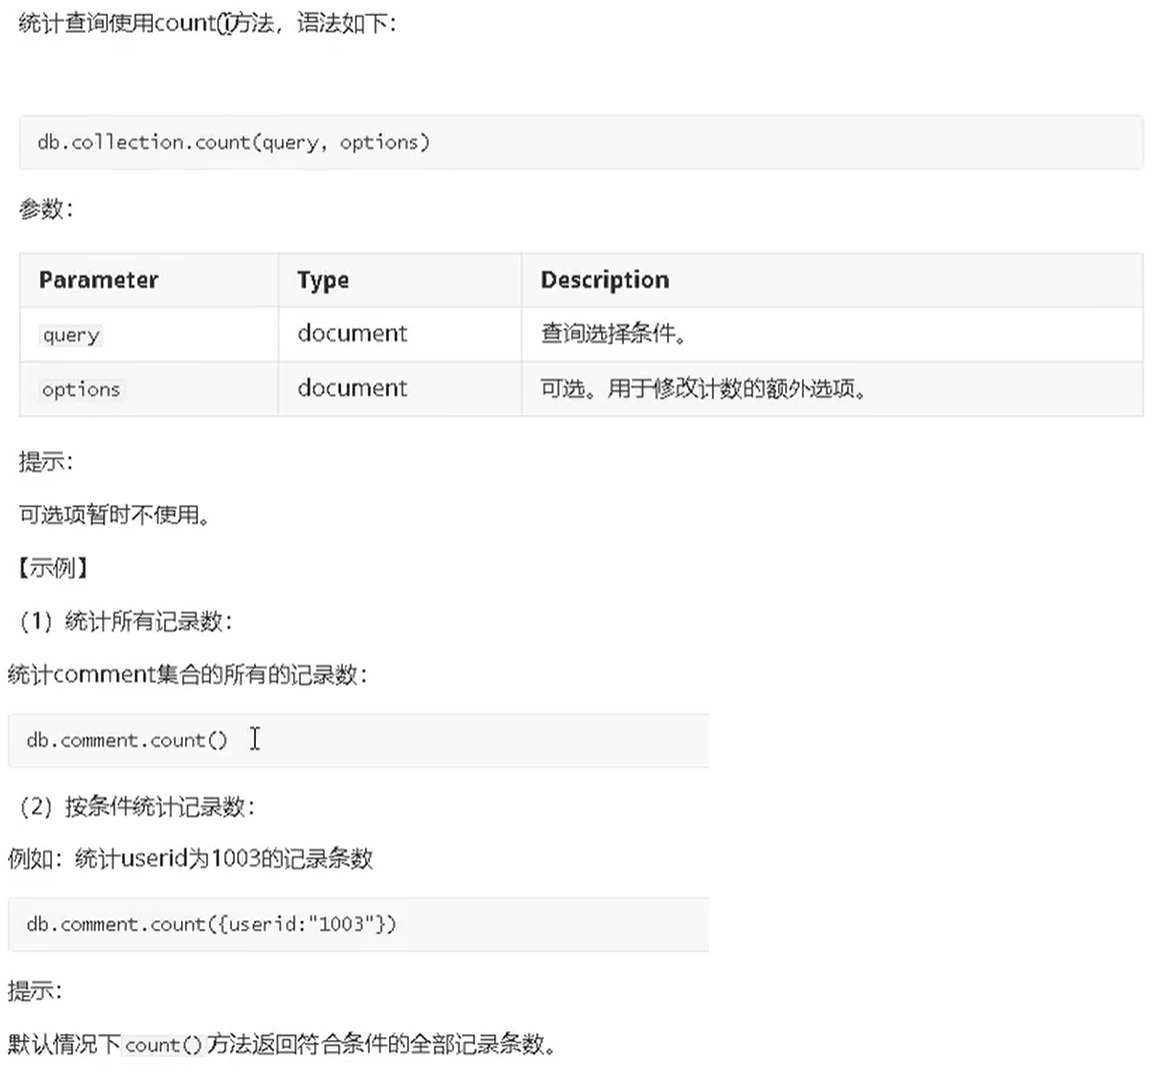 统计查询使用count()方法，语法如下：
db.collection.count(query, options)
参数：
Parameter Type Description
query document 查询选择条件。
options document 可选。用于修改计数的额外选项。
提示：
可选项暂时不使用。
【示例】
（1）统计所有记录数：
统计comment集合的所有的记录数：
db.comment.count()
（2）按条件统计记录数：
例如：统计userid为1003的记录条数
db.comment.count({userid:"1003"})
提示：
默认情况下 count() 方法返回符合条件的全部记录条数。